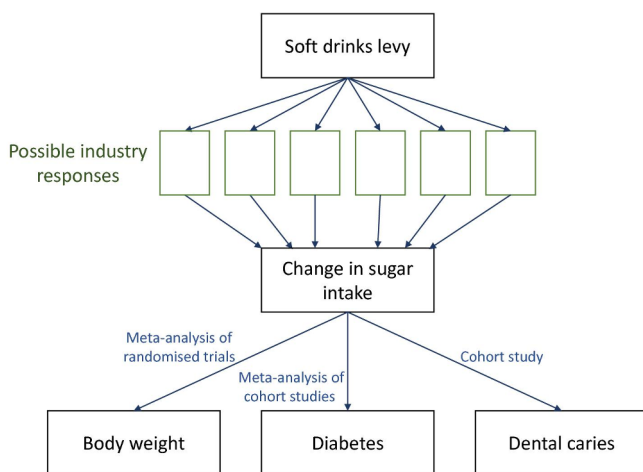 Soft drinks levy
Possible industry
responses
Change in sugar
intake
Meta-analysis of
randomised trials
Meta-analysis of
cohort studies
Cohort study
Body weight
Diabetes
Dental caries